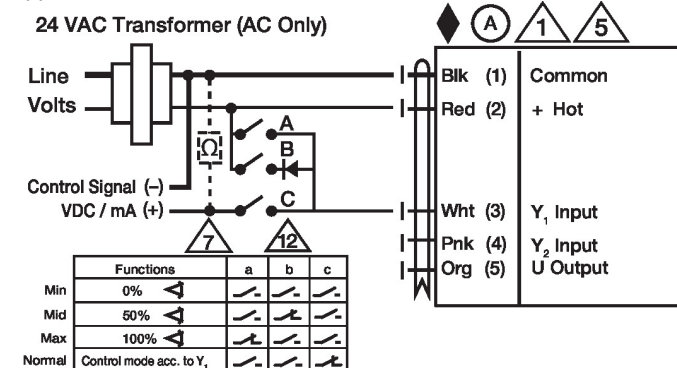 24 VAC Transformer (AC Only)
A 1 5
Line
Volts
Blk (1) Common
Red (2) + Hot
A
B
Ω
Control Signal (–)
VDC / mA (+)
C
Wht (3) Y1 Input
Pnk (4) Y2 Input
Org (5) U Output
7 12
Functions a b c
Min 0%
Mid 50%
Max 100%
Normal Control mode acc. to Y1